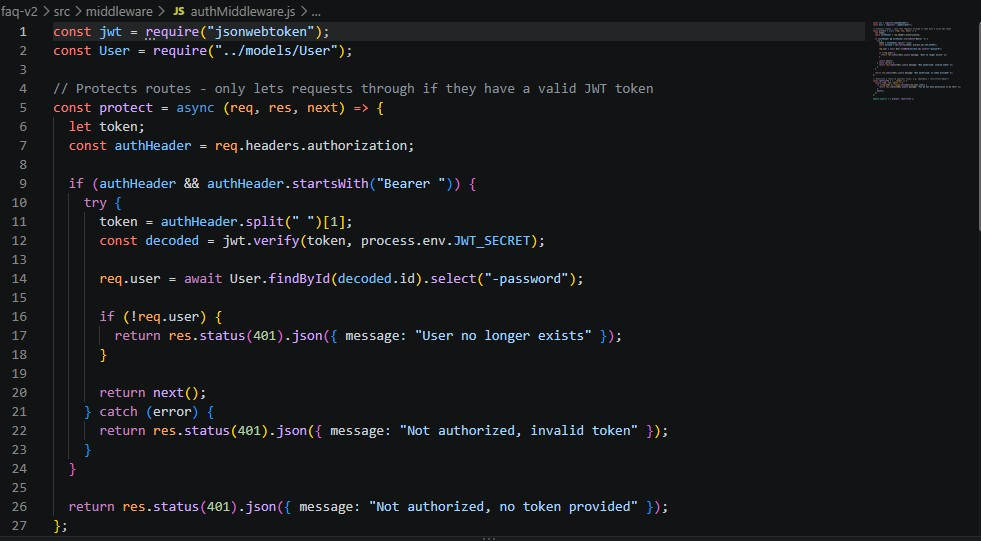 faq-v2 > src > middleware > JS authMiddleware.js > ...
1 const jwt = require("jsonwebtoken");
2 const User = require("../models/User");
3
4 // Protects routes - only lets requests through if they have a valid JWT token
5 const protect = async (req, res, next) => {
6   let token;
7   const authHeader = req.headers.authorization;
8
9   if (authHeader && authHeader.startsWith("Bearer ")) {
10     try {
11       token = authHeader.split(" ")[1];
12       const decoded = jwt.verify(token, process.env.JWT_SECRET);
13
14       req.user = await User.findById(decoded.id).select("-password");
15
16       if (!req.user) {
17         return res.status(401).json({ message: "User no longer exists" });
18       }
19
20       return next();
21     } catch (error) {
22       return res.status(401).json({ message: "Not authorized, invalid token" });
23     }
24   }
25
26   return res.status(401).json({ message: "Not authorized, no token provided" });
27 };